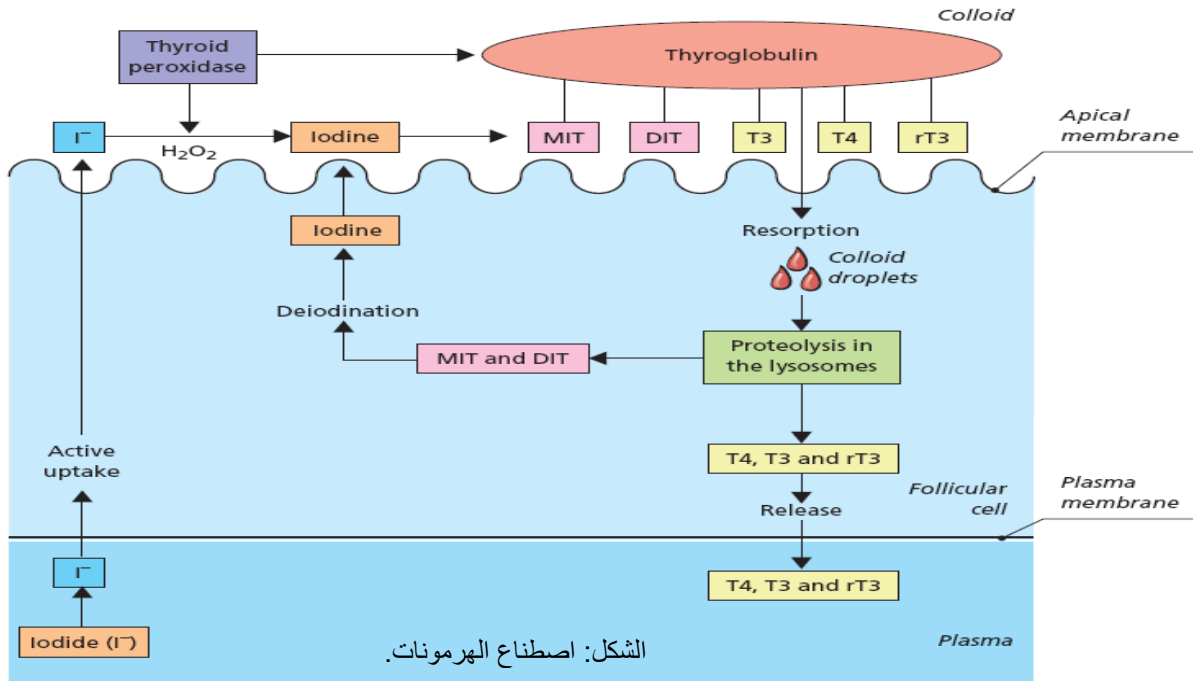 Colloid
Thyroid
peroxidase
Thyroglobulin
I⁻
H₂O₂
Iodine
MIT
DIT
T3
T4
rT3
Apical
membrane
Iodine
Resorption
Colloid
droplets
Deiodination
MIT and DIT
Proteolysis in
the lysosomes
Active
uptake
T4, T3 and rT3
Release
Follicular
cell
Plasma
membrane
I⁻
T4, T3 and rT3
Iodide (I⁻)
الشكل: اصطناع الهرمونات.
Plasma